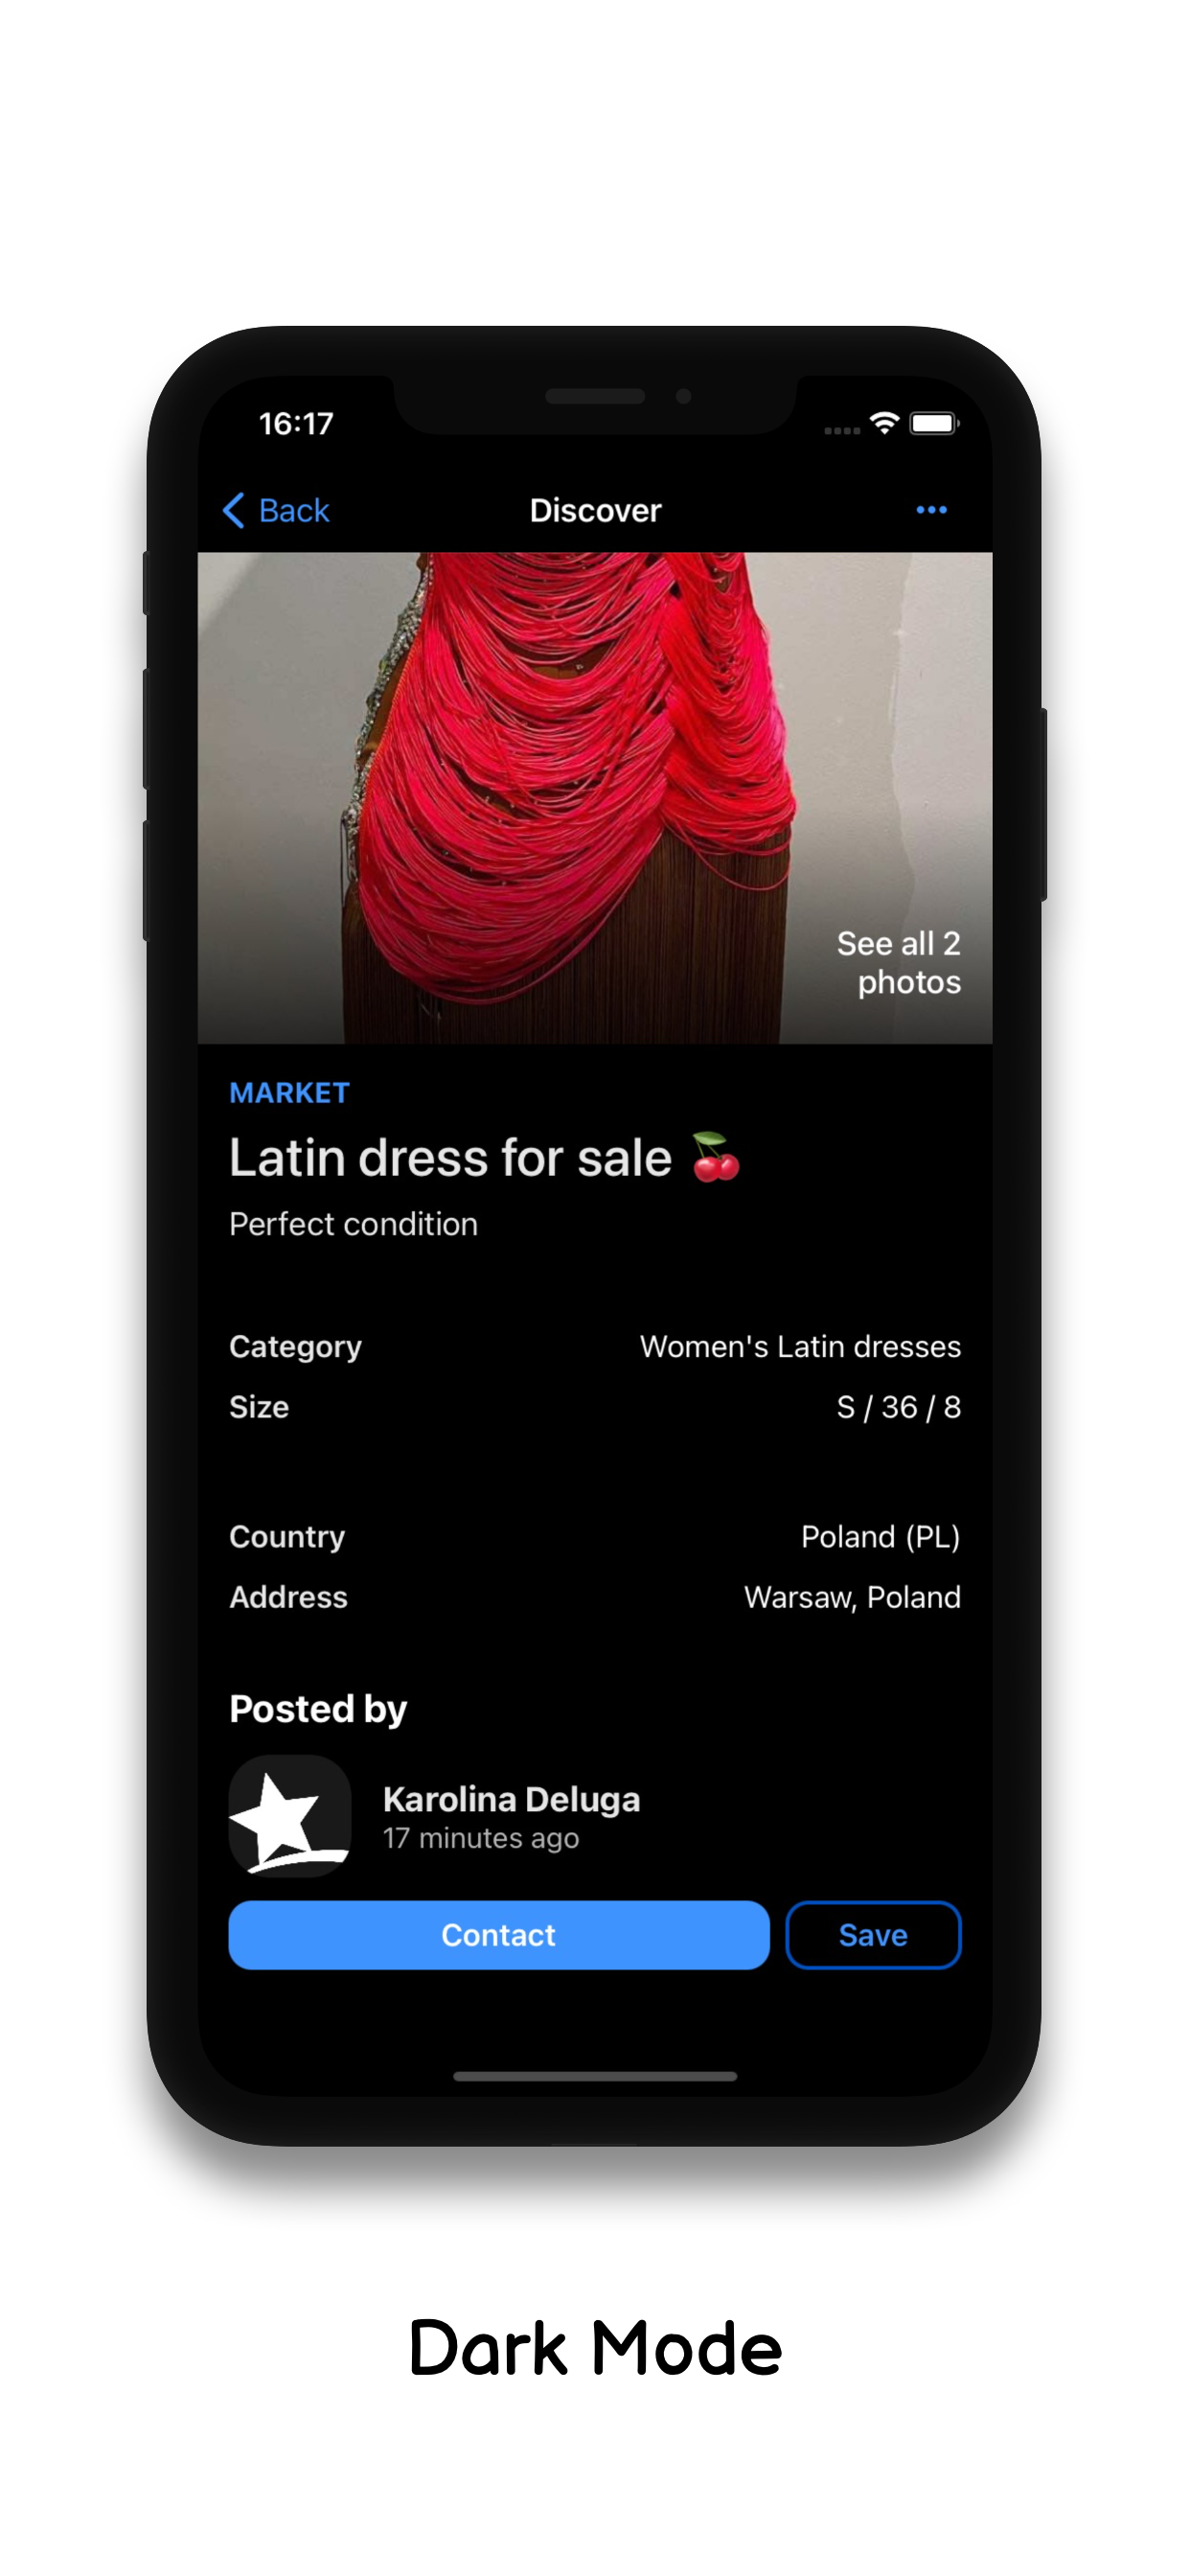 16:17
Back
Discover
See all 2
photos
MARKET
Latin dress for sale 🍒
Perfect condition
Category
Women's Latin dresses
Size
S / 36 / 8
Country
Poland (PL)
Address
Warsaw, Poland
Posted by
Karolina Deluga
17 minutes ago
Contact
Save
Dark Mode